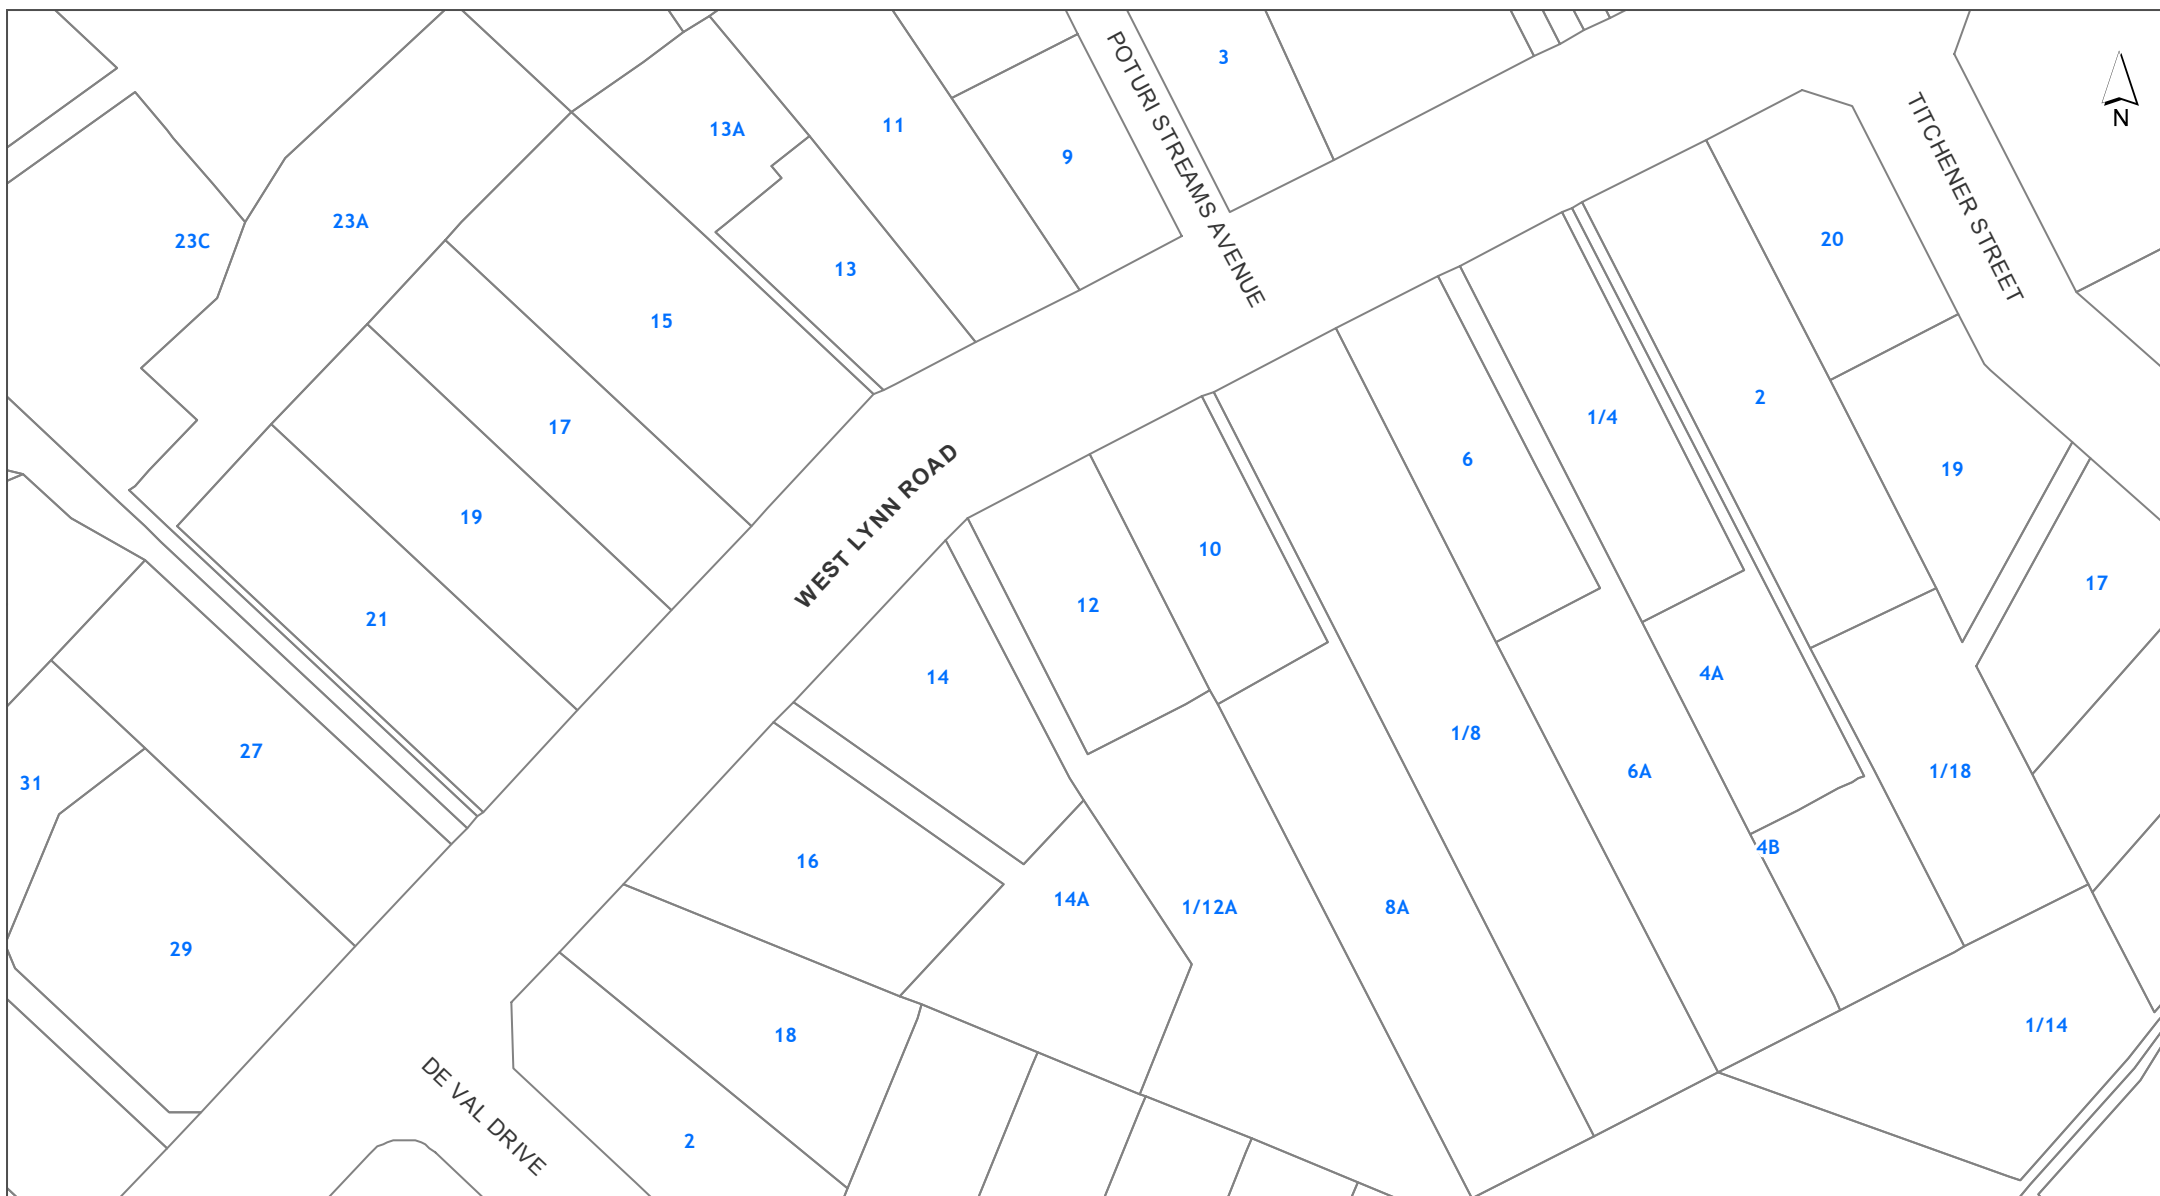 3
POTURI STREAMS AVENUE
TITCHENER STREET
N
13A
11
9
23C
23A
13
20
15
17
19
21
WEST LYNN ROAD
2
1/4
6
19
10
12
17
14
4A
1/8
6A
1/18
27
31
16
4B
14A
1/12A
8A
29
18
1/14
DE VAL DRIVE
2